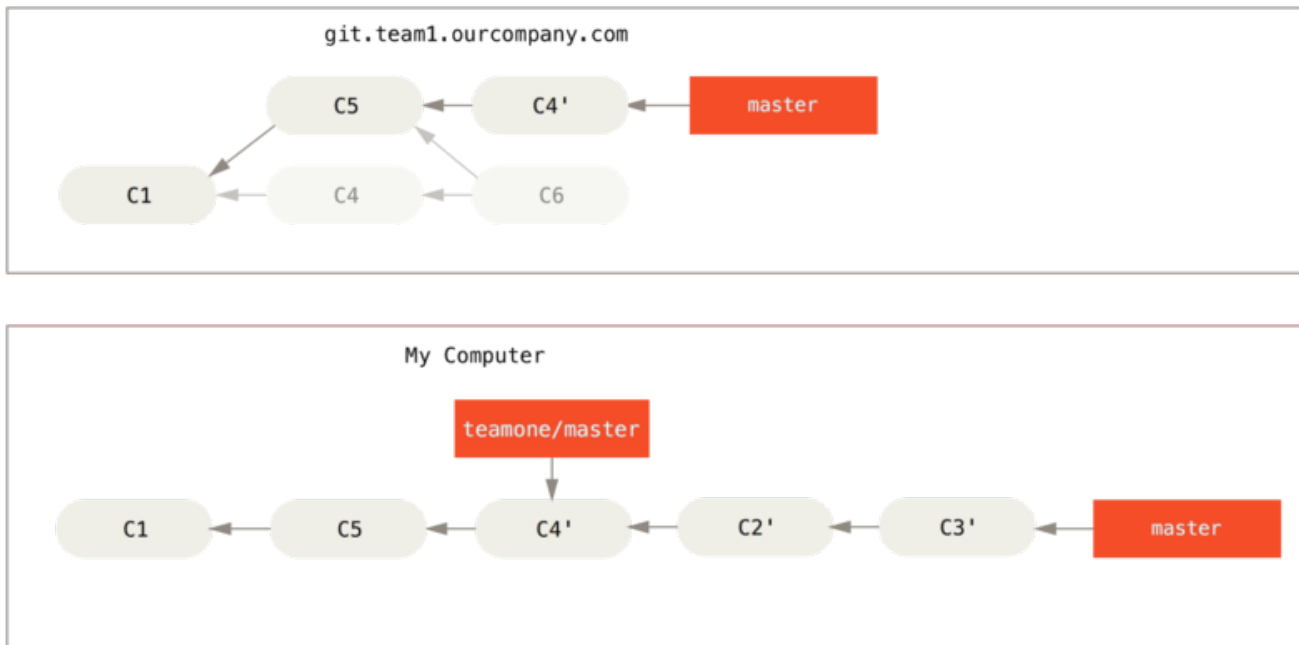 git.team1.ourcompany.com
C5
C4'
master
C1
C4
C6
My Computer
teamone/master
C1
C5
C4'
C2'
C3'
master